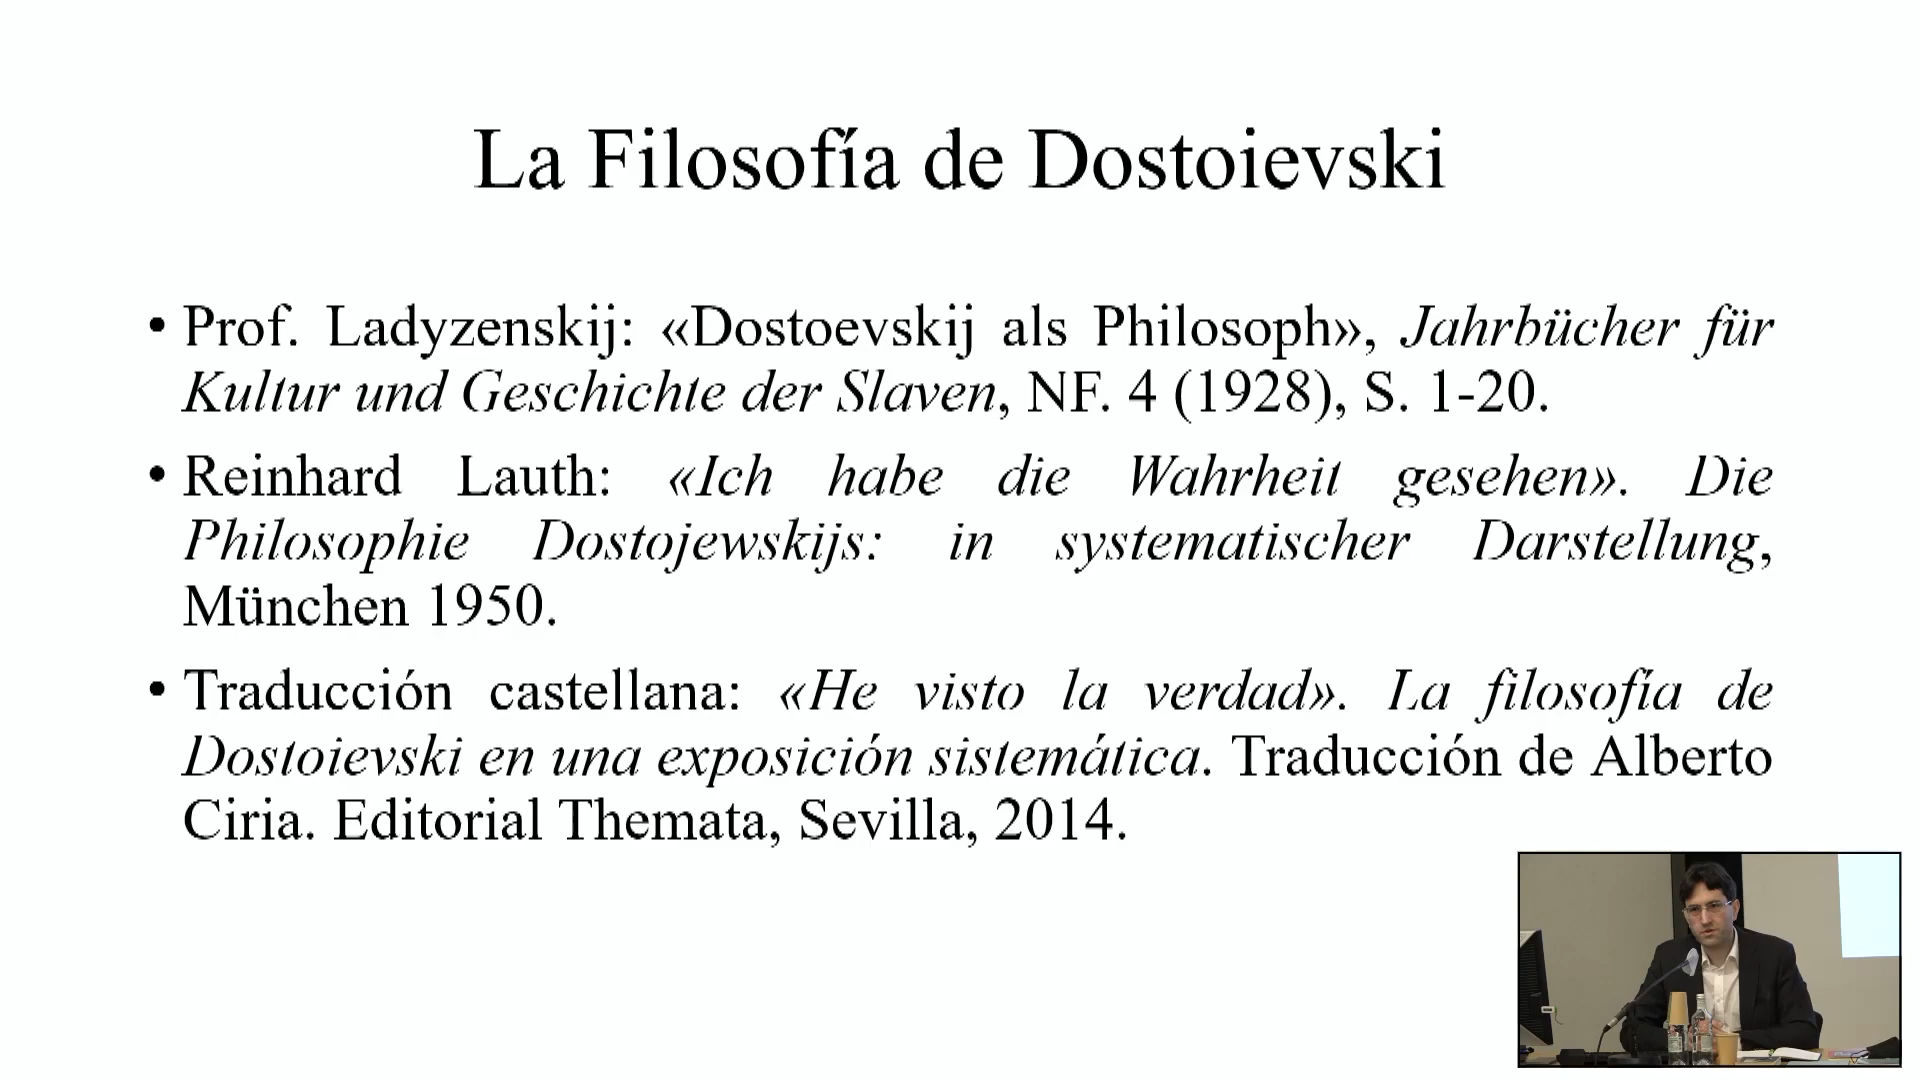 La Filosofía de Dostoievski
• Prof. Ladyzenskij: «Dostoevskij als Philosoph», Jahrbücher für
Kultur und Geschichte der Slaven, NF. 4 (1928), S. 1-20.
• Reinhard Lauth: «Ich habe die Wahrheit gesehen». Die
Philosophie Dostojewskijs: in systematischer Darstellung,
München 1950.
• Traducción castellana: «He visto la verdad». La filosofía de
Dostoievski en una exposición sistemática. Traducción de Alberto
Ciria. Editorial Themata, Sevilla, 2014.